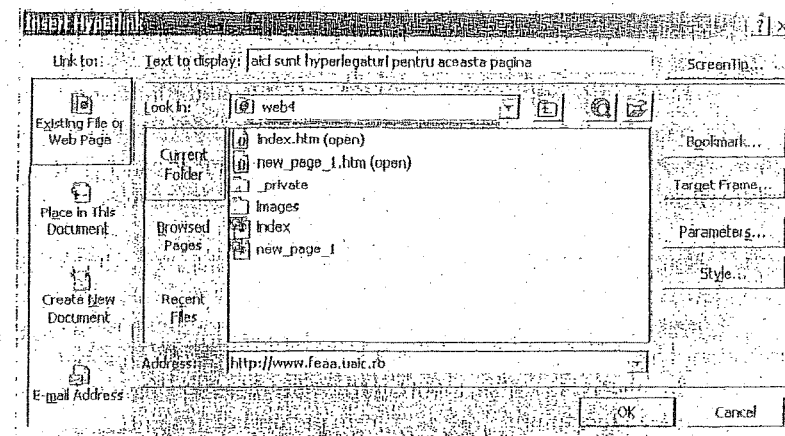 Insert Hyperlink
Link to:
Text to display: aici sunt hyperlegaturi pentru aceasta pagina
ScreenTip...
Existing File or
Web Page
Look in: web4
Current
Folder
Index.htm (open)
new_page_1.htm (open)
_private
Images
Index
new_page_1
Bookmark...
Target Frame...
Place in This
Document
Browsed
Pages
Parameters...
Style...
Create New
Document
Recent
Files
Address: http://www.feaa.uaic.ro
E-mail Address
OK
Cancel